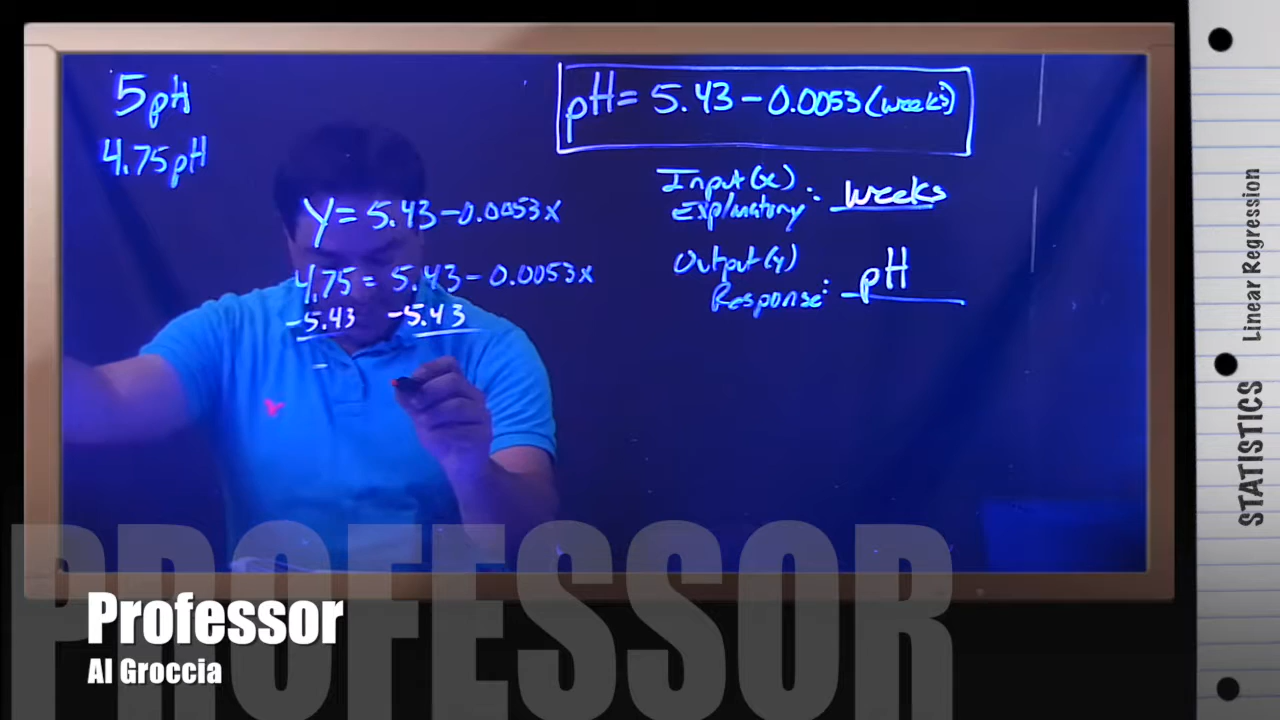 5pH
4.75pH
pH = 5.43 - 0.0053(weeks)
Input(x)
Explanatory: weeks
Output(y)
Response: pH
y = 5.43 - 0.0053x
4.75 = 5.43 - 0.0053x
-5.43 -5.43
-
PROFESSOR
Professor
Al Groccia
STATISTICS Linear Regression